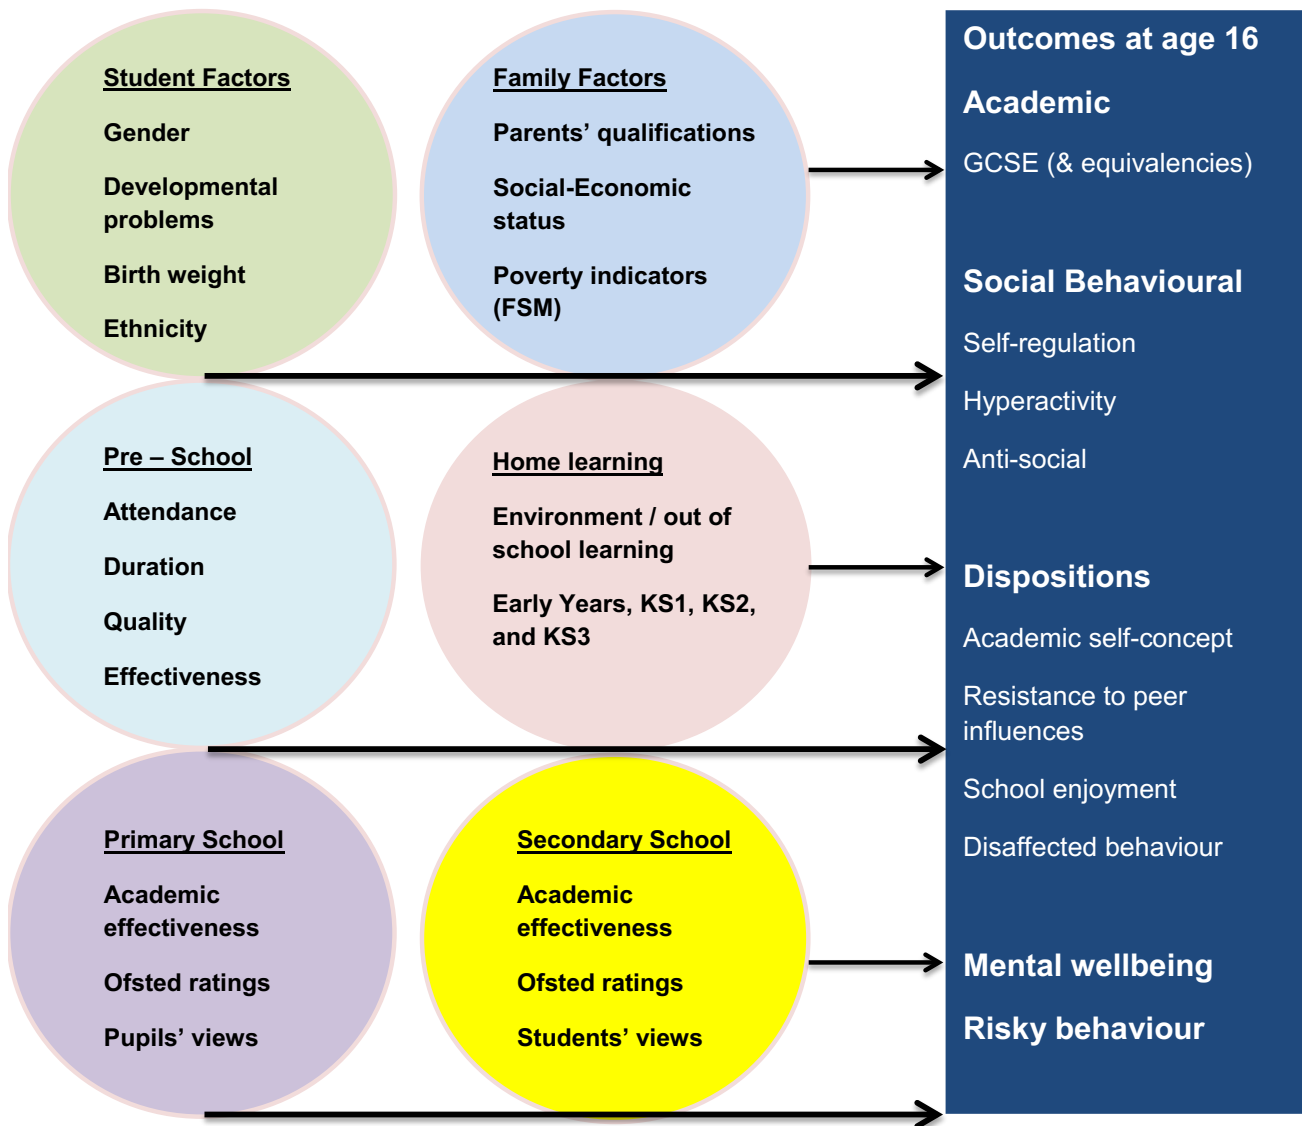 Student Factors
Gender
Developmental
problems
Birth weight
Ethnicity
Family Factors
Parents’ qualifications
Social-Economic
status
Poverty indicators
(FSM)
Pre – School
Attendance
Duration
Quality
Effectiveness
Home learning
Environment / out of
school learning
Early Years, KS1, KS2,
and KS3
Primary School
Academic
effectiveness
Ofsted ratings
Pupils’ views
Secondary School
Academic
effectiveness
Ofsted ratings
Students’ views
Outcomes at age 16
Academic
GCSE (& equivalencies)
Social Behavioural
Self-regulation
Hyperactivity
Anti-social
Dispositions
Academic self-concept
Resistance to peer
influences
School enjoyment
Disaffected behaviour
Mental wellbeing
Risky behaviour